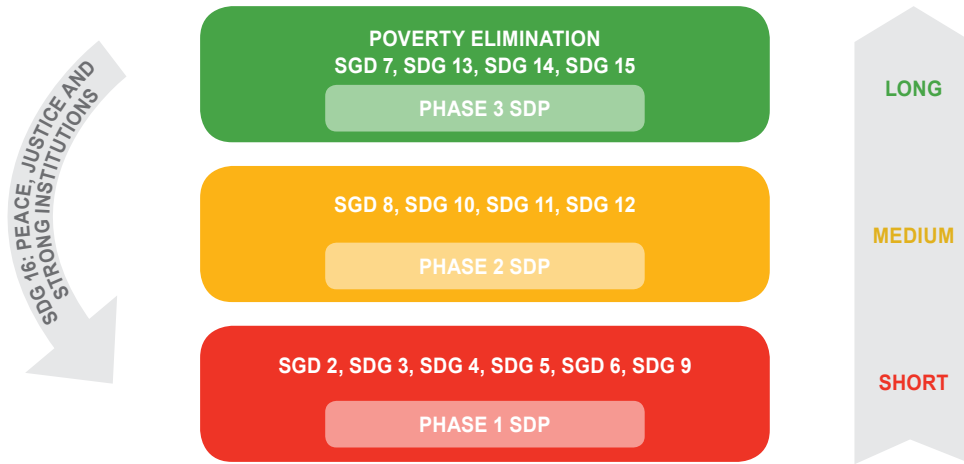 SDG 16: PEACE, JUSTICE AND
STRONG INSTITUTIONS
POVERTY ELIMINATION
SGD 7, SDG 13, SDG 14, SDG 15
PHASE 3 SDP
LONG
SGD 8, SDG 10, SDG 11, SDG 12
PHASE 2 SDP
MEDIUM
SGD 2, SDG 3, SDG 4, SDG 5, SGD 6, SDG 9
PHASE 1 SDP
SHORT